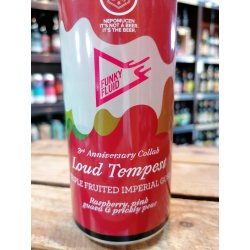 NEPOMUCEN
IT'S NOT A BEER,
IT'S THE BEER.
FUNKY
FLUID
3rd Anniversary Collab
Loud Tempest
PLE FRUITED IMPERIAL GO
Raspberry, pink
guava & prickly pear